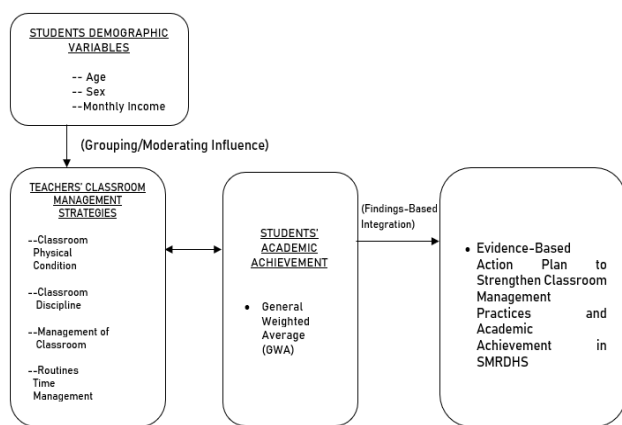 STUDENTS DEMOGRAPHIC
VARIABLES
-- Age
-- Sex
--Monthly Income
(Grouping/Moderating Influence)
TEACHERS' CLASSROOM
MANAGEMENT
STRATEGIES
--Classroom
Physical
Condition
--Classroom
Discipline
--Management of
Classroom
--Routines
Time
Management
STUDENTS'
ACADEMIC
ACHIEVEMENT
• General
Weighted
Average
(GWA)
(Findings-Based
Integration)
• Evidence-Based
Action Plan to
Strengthen Classroom
Management
Practices and
Academic
Achievement in
SMRDHS